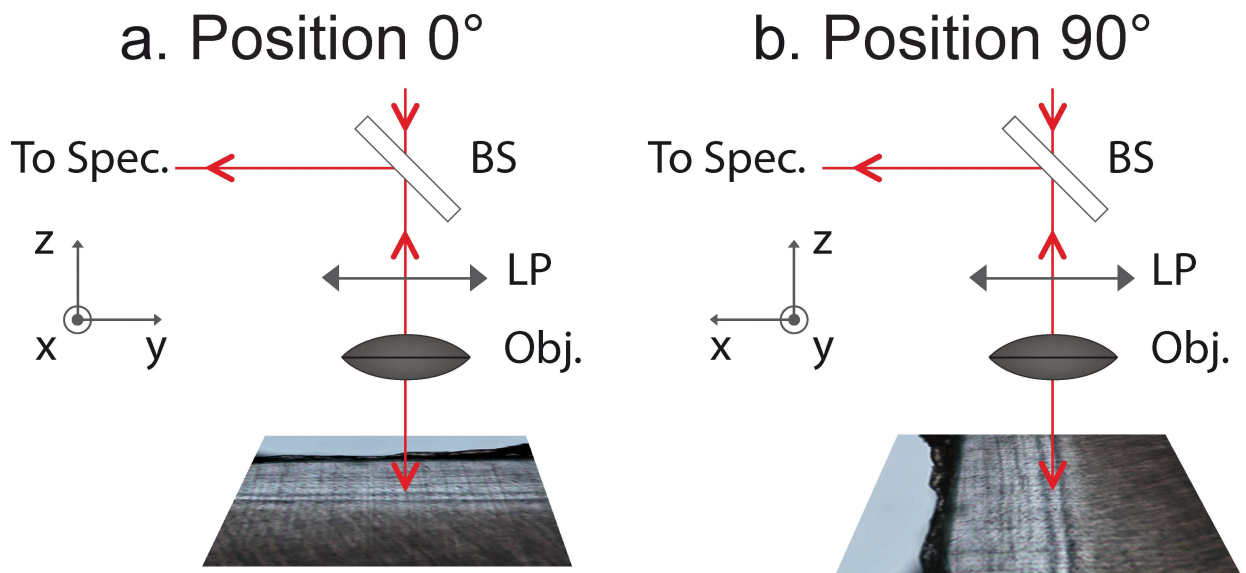 a. Position 0°
b. Position 90°
To Spec.
BS
To Spec.
BS
z
LP
z
LP
x
y
Obj.
x
y
Obj.